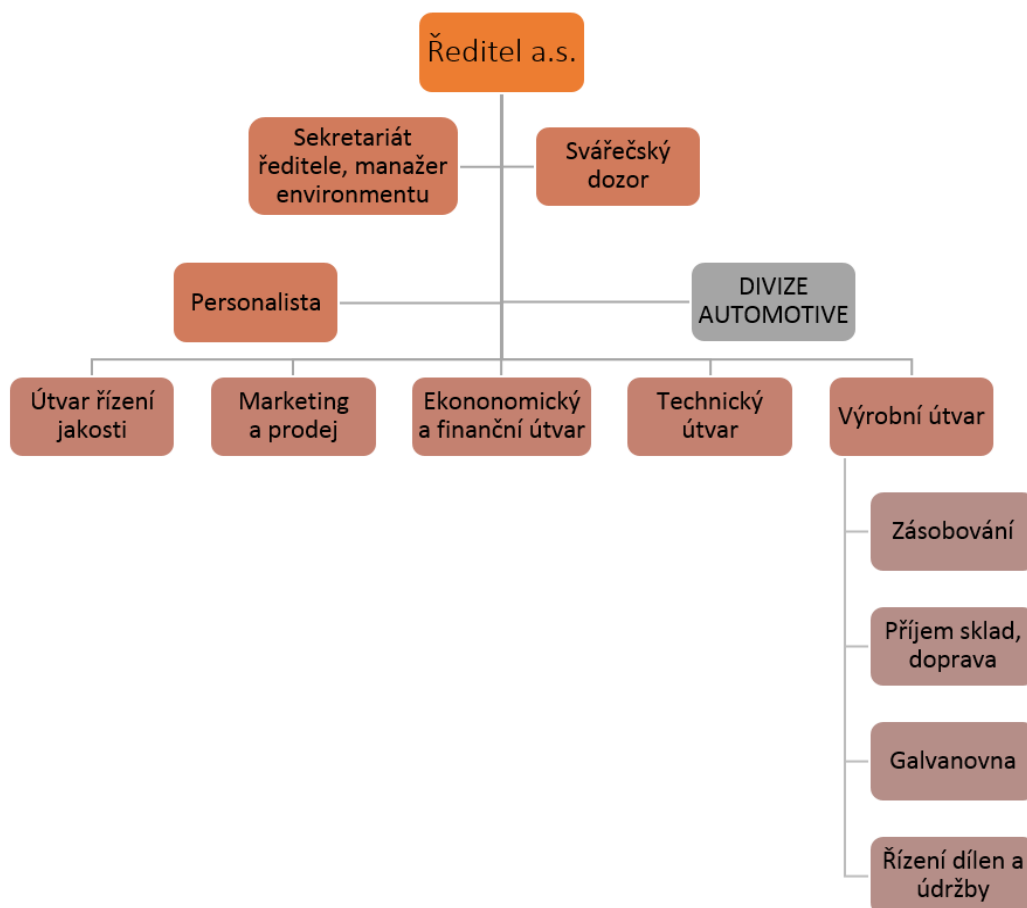 Ředitel a.s.
Sekretariát
ředitele, manažer
environmentu
Svářečský
dozor
Personalista
DIVIZE
AUTOMOTIVE
Útvar řízení
jakosti
Marketing
a prodej
Ekononomický
a finanční útvar
Technický
útvar
Výrobní útvar
Zásobování
Příjem sklad,
doprava
Galvanovna
Řízení dílen a
údržby